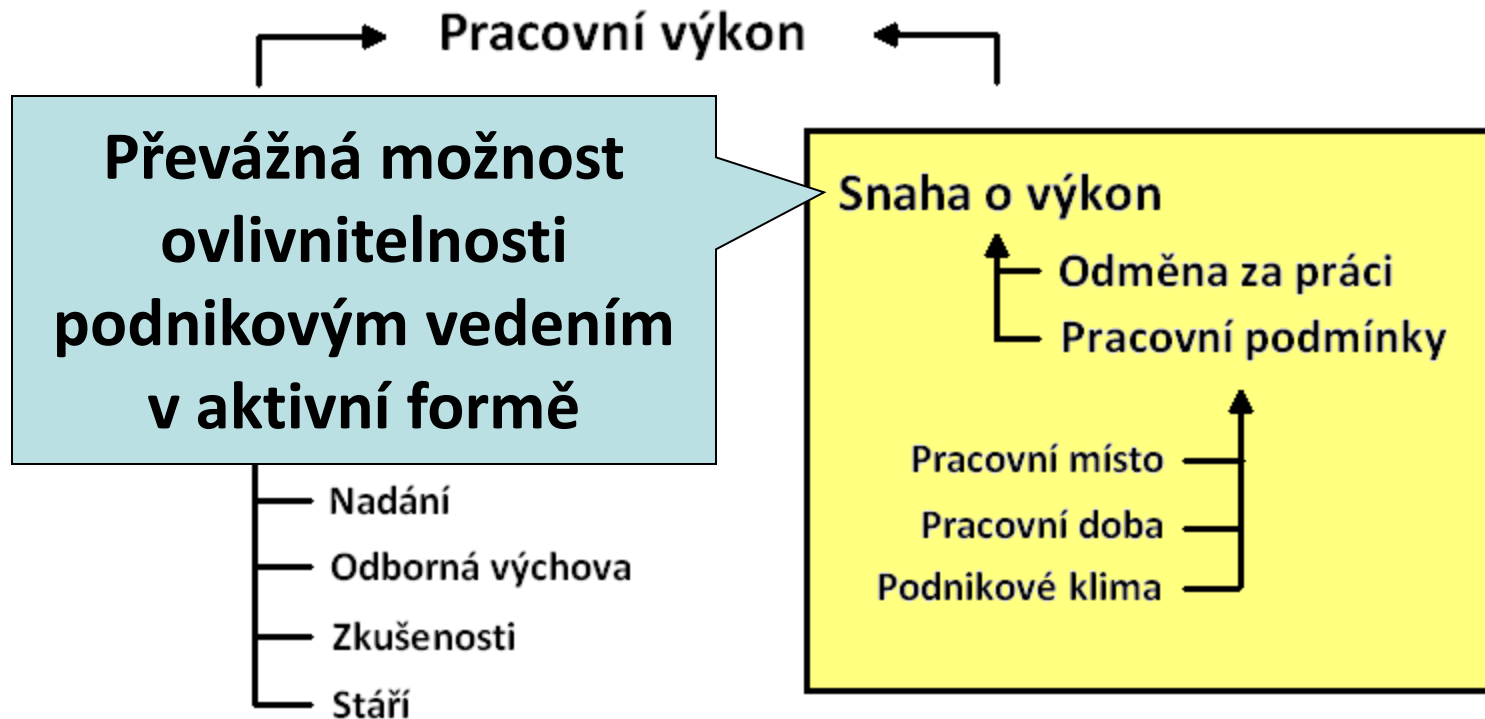 Pracovní výkon
Převážná možnost
ovlivnitelnosti
podnikovým vedením
v aktivní formě
Nadání
Odborná výchova
Zkušenosti
Stáří
Snaha o výkon
Odměna za práci
Pracovní podmínky
Pracovní místo
Pracovní doba
Podnikové klima